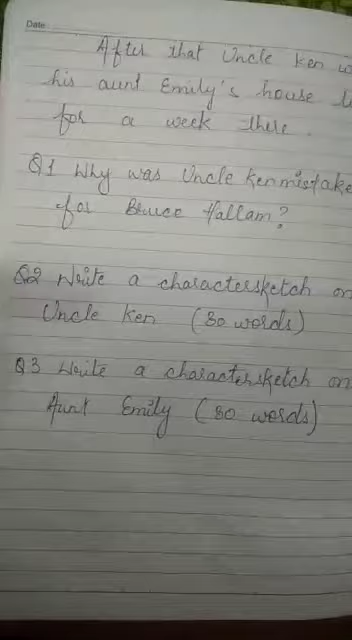 Date
After that Uncle Ken
his aunt Emily's house
for a week there.
Q1 Why was Uncle Ken mistake
for Bruce Hallam?
Q2 Write a charactersketch on
Uncle Ken (80 words)
Q3 Write a charactersketch on
Aunt Emily (80 words)